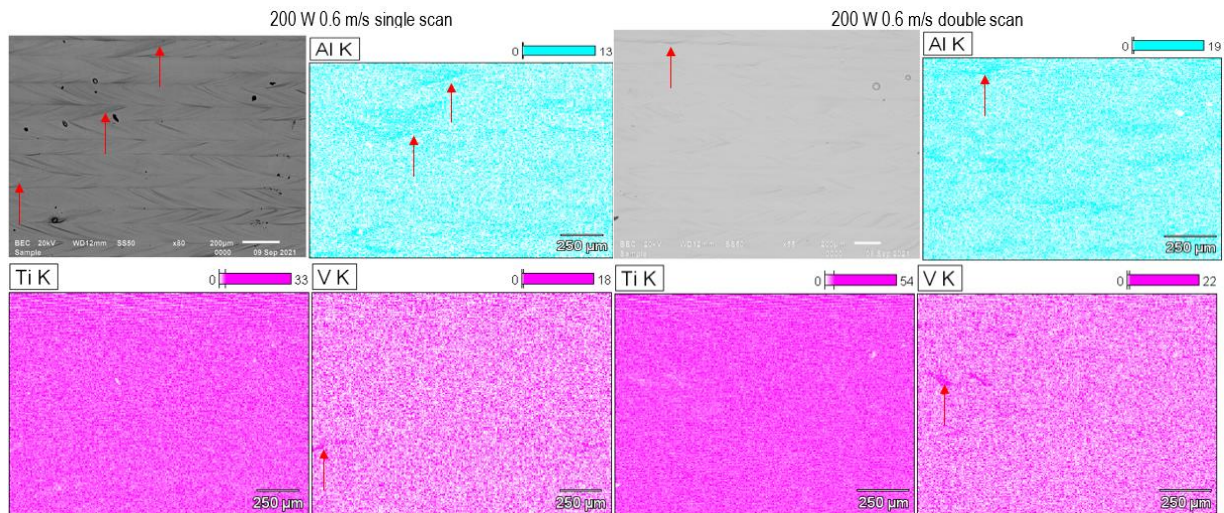 200 W 0.6 m/s single scan
200 W 0.6 m/s double scan
Al K
0 13
Al K
0 19
BEC 20kV WD12mm SS50 x80 200µm
Sample 0000 09 Sep 2021
250 µm
250 µm
Ti K
0 33
V K
0 18
Ti K
0 54
V K
0 22
250 µm
250 µm
250 µm
250 µm